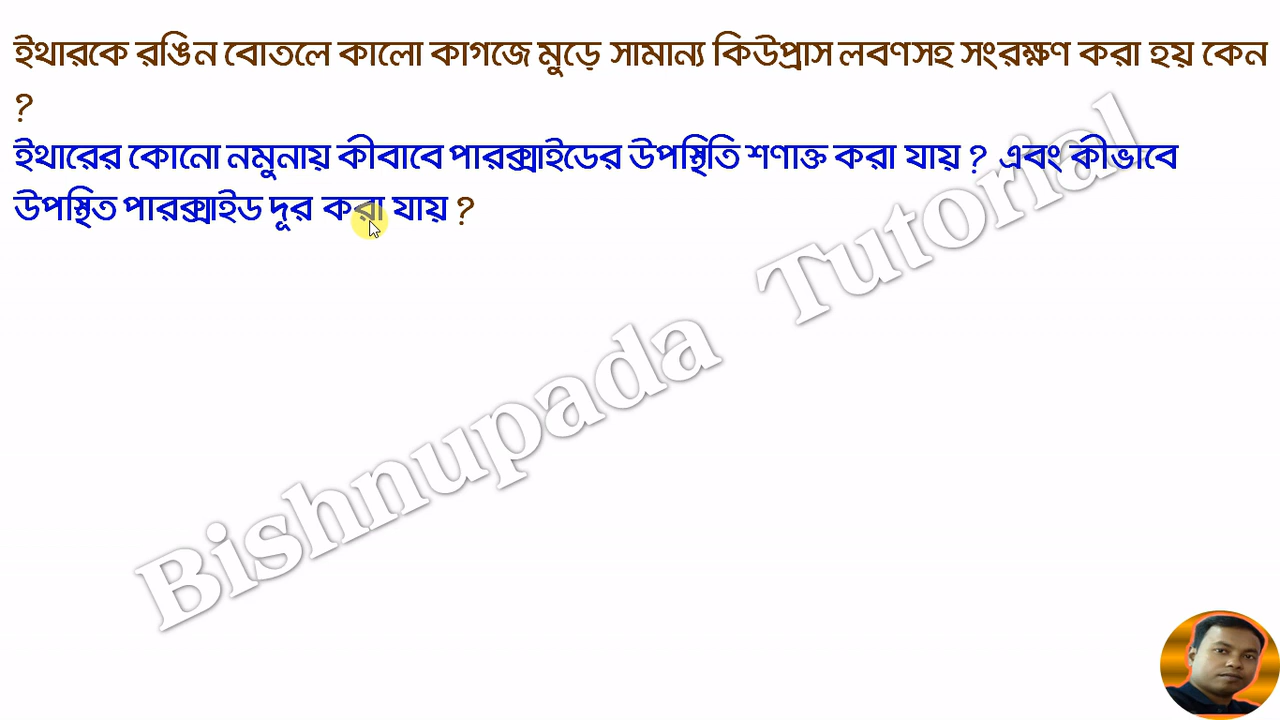 ইথারকে রঙিন বোতলে কালো কাগজে মুড়ে সামান্য কিউপ্রাস লবণসহ সংরক্ষণ করা হয় কেন
?
ইথারের কোনো নমুনায় কীবাবে পারক্সাইডের উপস্থিতি শণাক্ত করা যায় ? এবং কীভাবে
উপস্থিত পারক্সাইড দূর করা যায় ?
Bishnupada Tutorial